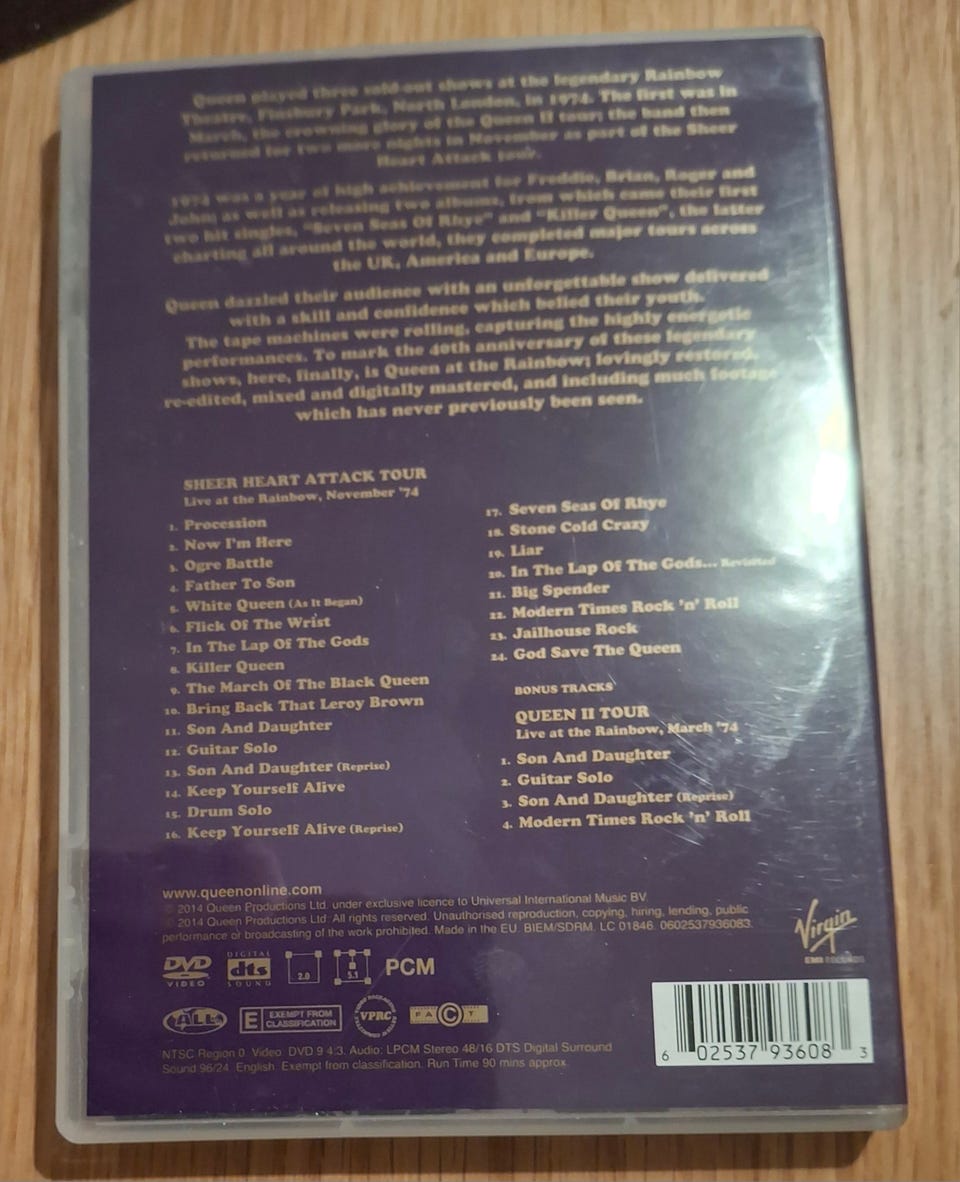 Queen played three sold-out shows at the legendary Rainbow
Theatre, Finsbury Park, North London, in 1974. The first was in
March, the crowning glory of the Queen II tour; the band then
returned for two more nights in November as part of the Sheer
Heart Attack tour.
1974 was a year of high achievement for Freddie, Brian, Roger and
John; as well as releasing two albums, from which came their first
two hit singles, "Seven Seas Of Rhye" and "Killer Queen", the latter
charting all around the world, they completed major tours across
the UK, America and Europe.
Queen dazzled their audience with an unforgettable show delivered
with a skill and confidence which belied their youth.
The tape machines were rolling, capturing the highly energetic
performances. To mark the 40th anniversary of these legendary
shows, here, finally, is Queen at the Rainbow; lovingly restored,
re-edited, mixed and digitally mastered, and including much footage
which has never previously been seen.
SHEER HEART ATTACK TOUR
Live at the Rainbow, November '74
1. Procession
2. Now I'm Here
3. Ogre Battle
4. Father To Son
5. White Queen (As It Began)
6. Flick Of The Wrist
7. In The Lap Of The Gods
8. Killer Queen
9. The March Of The Black Queen
10. Bring Back That Leroy Brown
11. Son And Daughter
12. Guitar Solo
13. Son And Daughter (Reprise)
14. Keep Yourself Alive
15. Drum Solo
16. Keep Yourself Alive (Reprise)
17. Seven Seas Of Rhye
18. Stone Cold Crazy
19. Liar
20. In The Lap Of The Gods... Revisited
21. Big Spender
22. Modern Times Rock 'n' Roll
23. Jailhouse Rock
24. God Save The Queen
BONUS TRACKS
QUEEN II TOUR
Live at the Rainbow, March '74
1. Son And Daughter
2. Guitar Solo
3. Son And Daughter (Reprise)
4. Modern Times Rock 'n' Roll
www.queenonline.com
2014 Queen Productions Ltd. under exclusive licence to Universal International Music BV
2014 Queen Productions Ltd. All rights reserved. Unauthorised reproduction, copying, hiring, lending, public
performance or broadcasting of the work prohibited. Made in the EU. BIEM/SDRM. LC 01846. 0602537936083.
Virgin
EMI RECORDS
DVD VIDEO
DIGITAL dts SOUND
2.0
5.1
PCM
ALL
E EXEMPT FROM CLASSIFICATION
VPRC
FACT
NTSC Region 0. Video: DVD 9 4:3. Audio: LPCM Stereo 48/16 DTS Digital Surround
Sound 96/24. English. Exempt from classification. Run Time 90 mins approx.
6 02537 93608 3